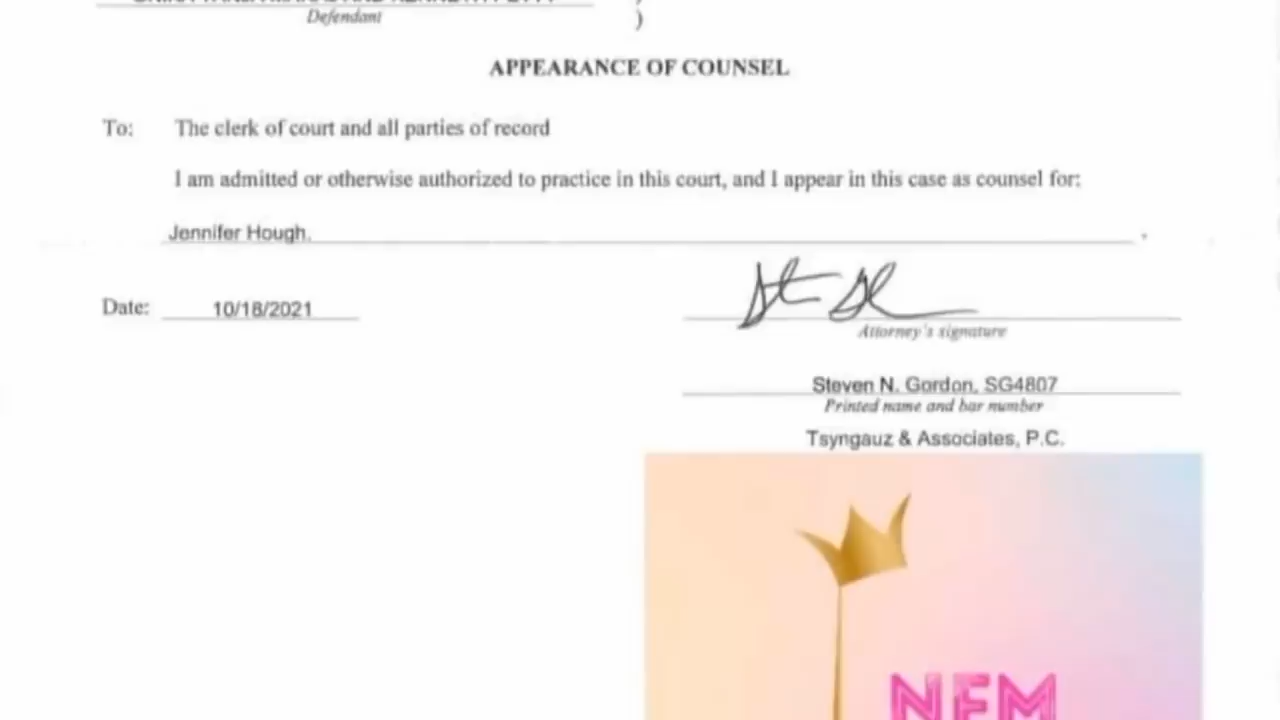 Defendant
)
APPEARANCE OF COUNSEL
To: The clerk of court and all parties of record
I am admitted or otherwise authorized to practice in this court, and I appear in this case as counsel for:
Jennifer Hough.
.
Date: 10/18/2021
Attorney's signature
Steven N. Gordon, SG4807
Printed name and bar number
Tsyngauz & Associates, P.C.
NFM